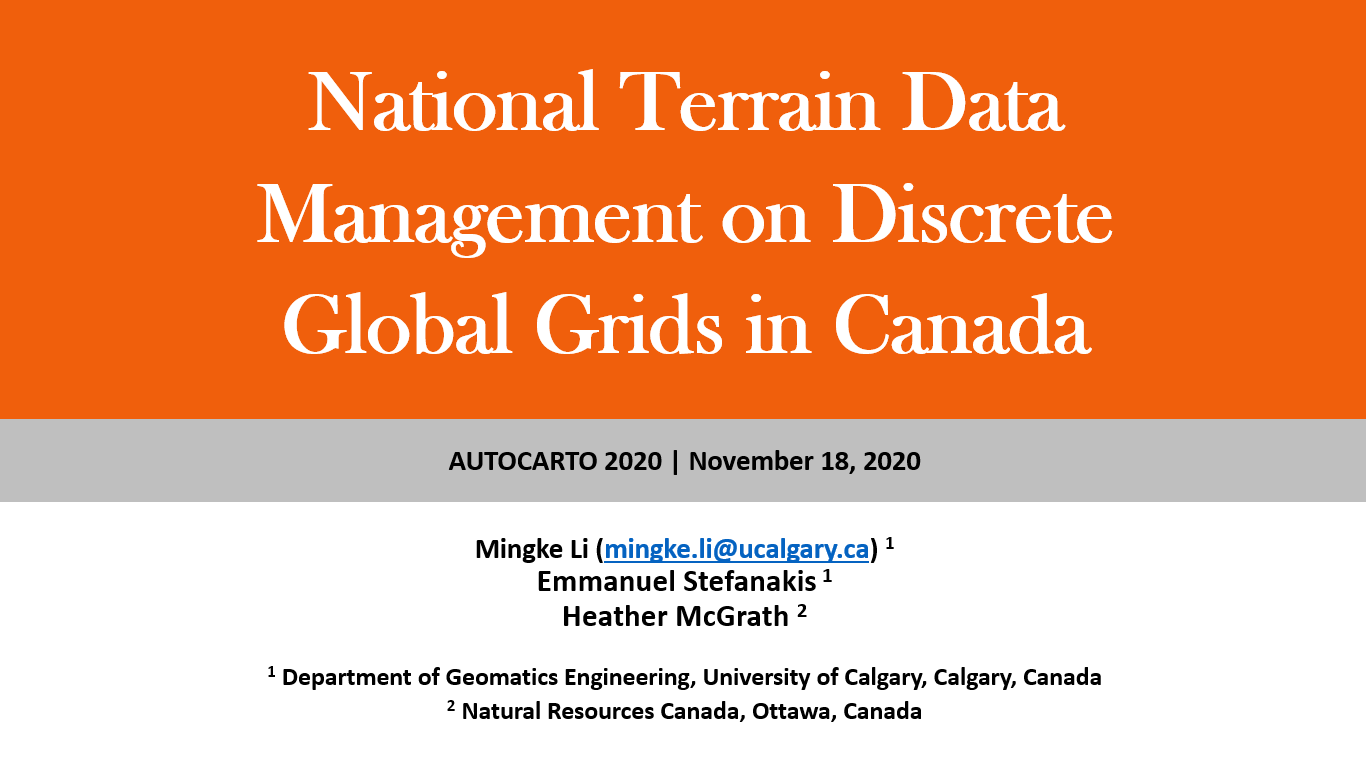 National Terrain Data
Management on Discrete
Global Grids in Canada
AUTOCARTO 2020 | November 18, 2020
Mingke Li (mingke.li@ucalgary.ca) ¹
Emmanuel Stefanakis ¹
Heather McGrath ²
¹ Department of Geomatics Engineering, University of Calgary, Calgary, Canada
² Natural Resources Canada, Ottawa, Canada